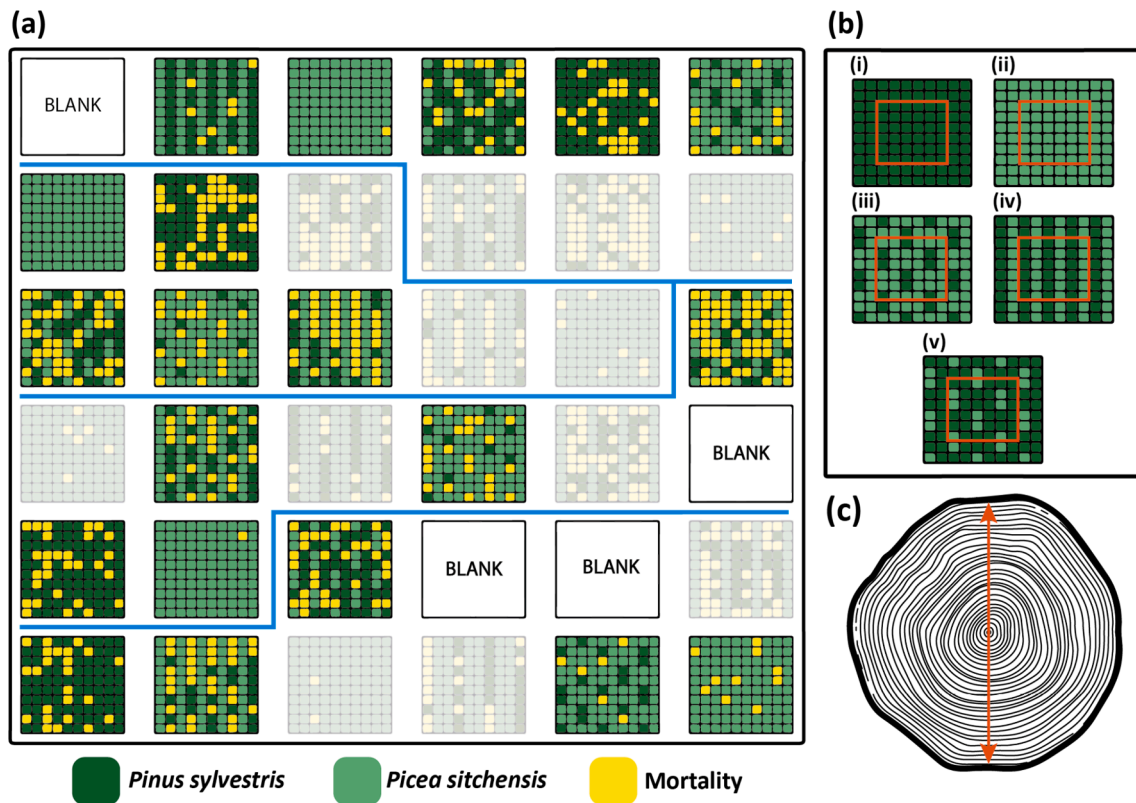 (a)
(b)
BLANK
(i)
(ii)
(iii)
(iv)
(v)
BLANK
BLANK
BLANK
(c)
Pinus sylvestris
Picea sitchensis
Mortality